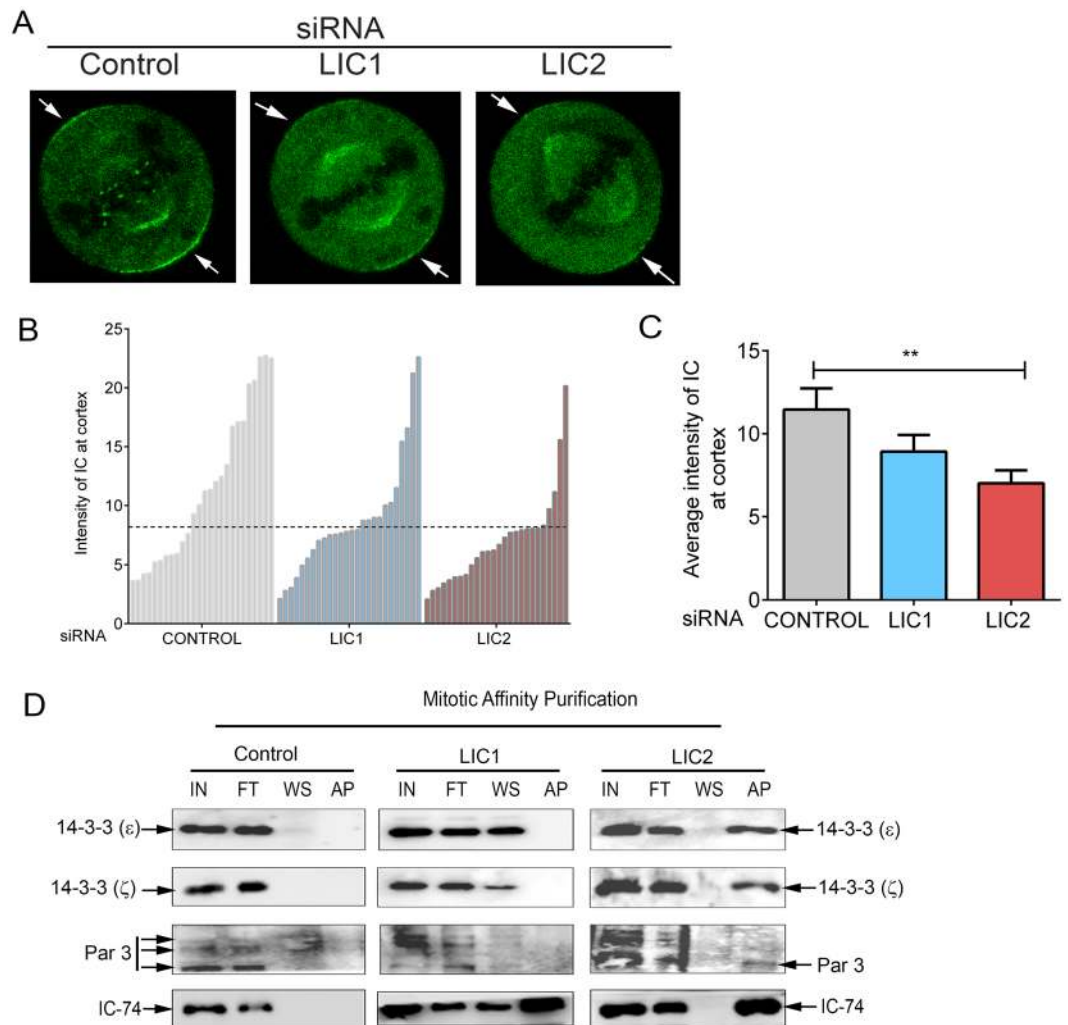 A
siRNA
Control LIC1 LIC2
B
Intensity of IC at cortex
25
20
15
10
5
0
siRNA CONTROL LIC1 LIC2
C
Average intensity of IC
at cortex
15
10
5
0
**
siRNA CONTROL LIC1 LIC2
D
Mitotic Affinity Purification
Control LIC1 LIC2
IN FT WS AP IN FT WS AP IN FT WS AP
14-3-3 (ε) 14-3-3 (ε)
14-3-3 (ζ) 14-3-3 (ζ)
Par 3 Par 3
IC-74 IC-74